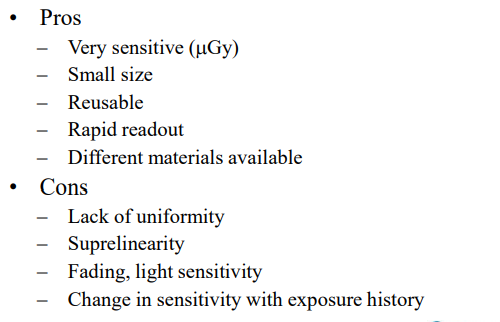 • Pros
– Very sensitive (μGy)
– Small size
– Reusable
– Rapid readout
– Different materials available
• Cons
– Lack of uniformity
– Suprelinearity
– Fading, light sensitivity
– Change in sensitivity with exposure history